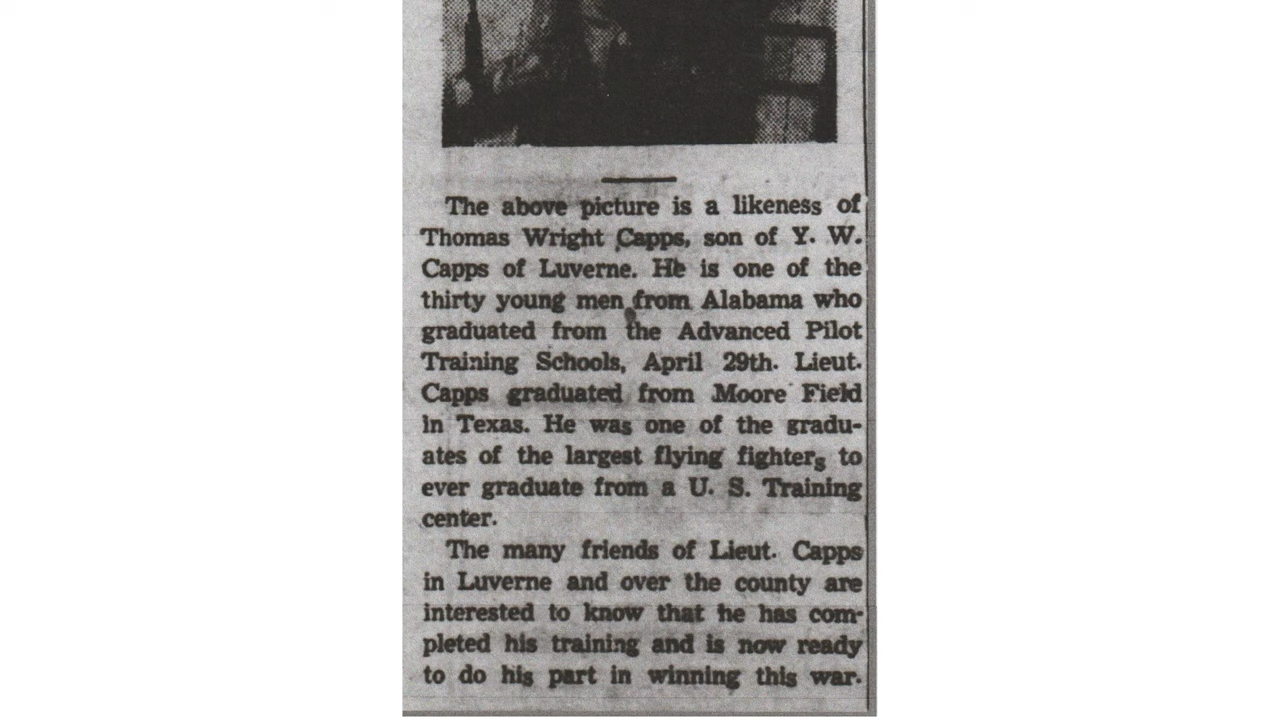 The above picture is a likeness of
Thomas Wright Capps, son of Y. W.
Capps of Luverne. He is one of the
thirty young men from Alabama who
graduated from the Advanced Pilot
Training Schools, April 29th. Lieut.
Capps graduated from Moore Field
in Texas. He was one of the gradu-
ates of the largest flying fighters to
ever graduate from a U. S. Training
center.
The many friends of Lieut. Capps
in Luverne and over the county are
interested to know that he has com-
pleted his training and is now ready
to do his part in winning this war.